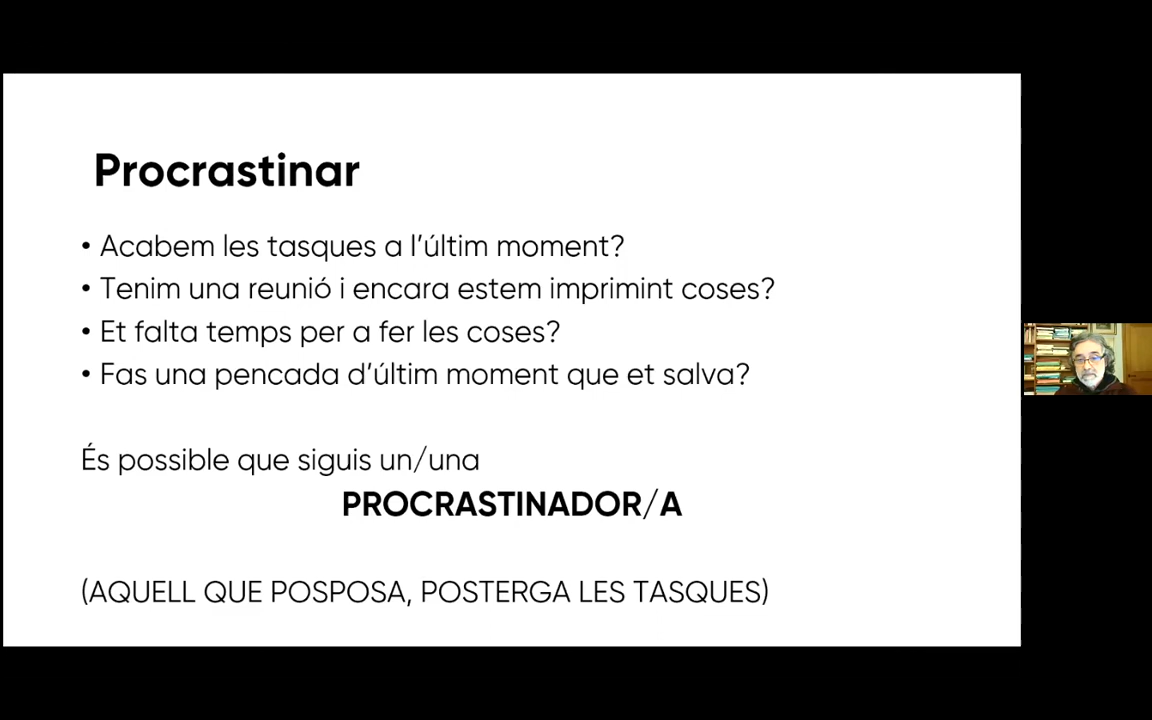 Procrastinar
• Acabem les tasques a l’últim moment?
• Tenim una reunió i encara estem imprimint coses?
• Et falta temps per a fer les coses?
• Fas una pencada d’últim moment que et salva?
És possible que siguis un/una
PROCRASTINADOR/A
(AQUELL QUE POSPOSA, POSTERGA LES TASQUES)